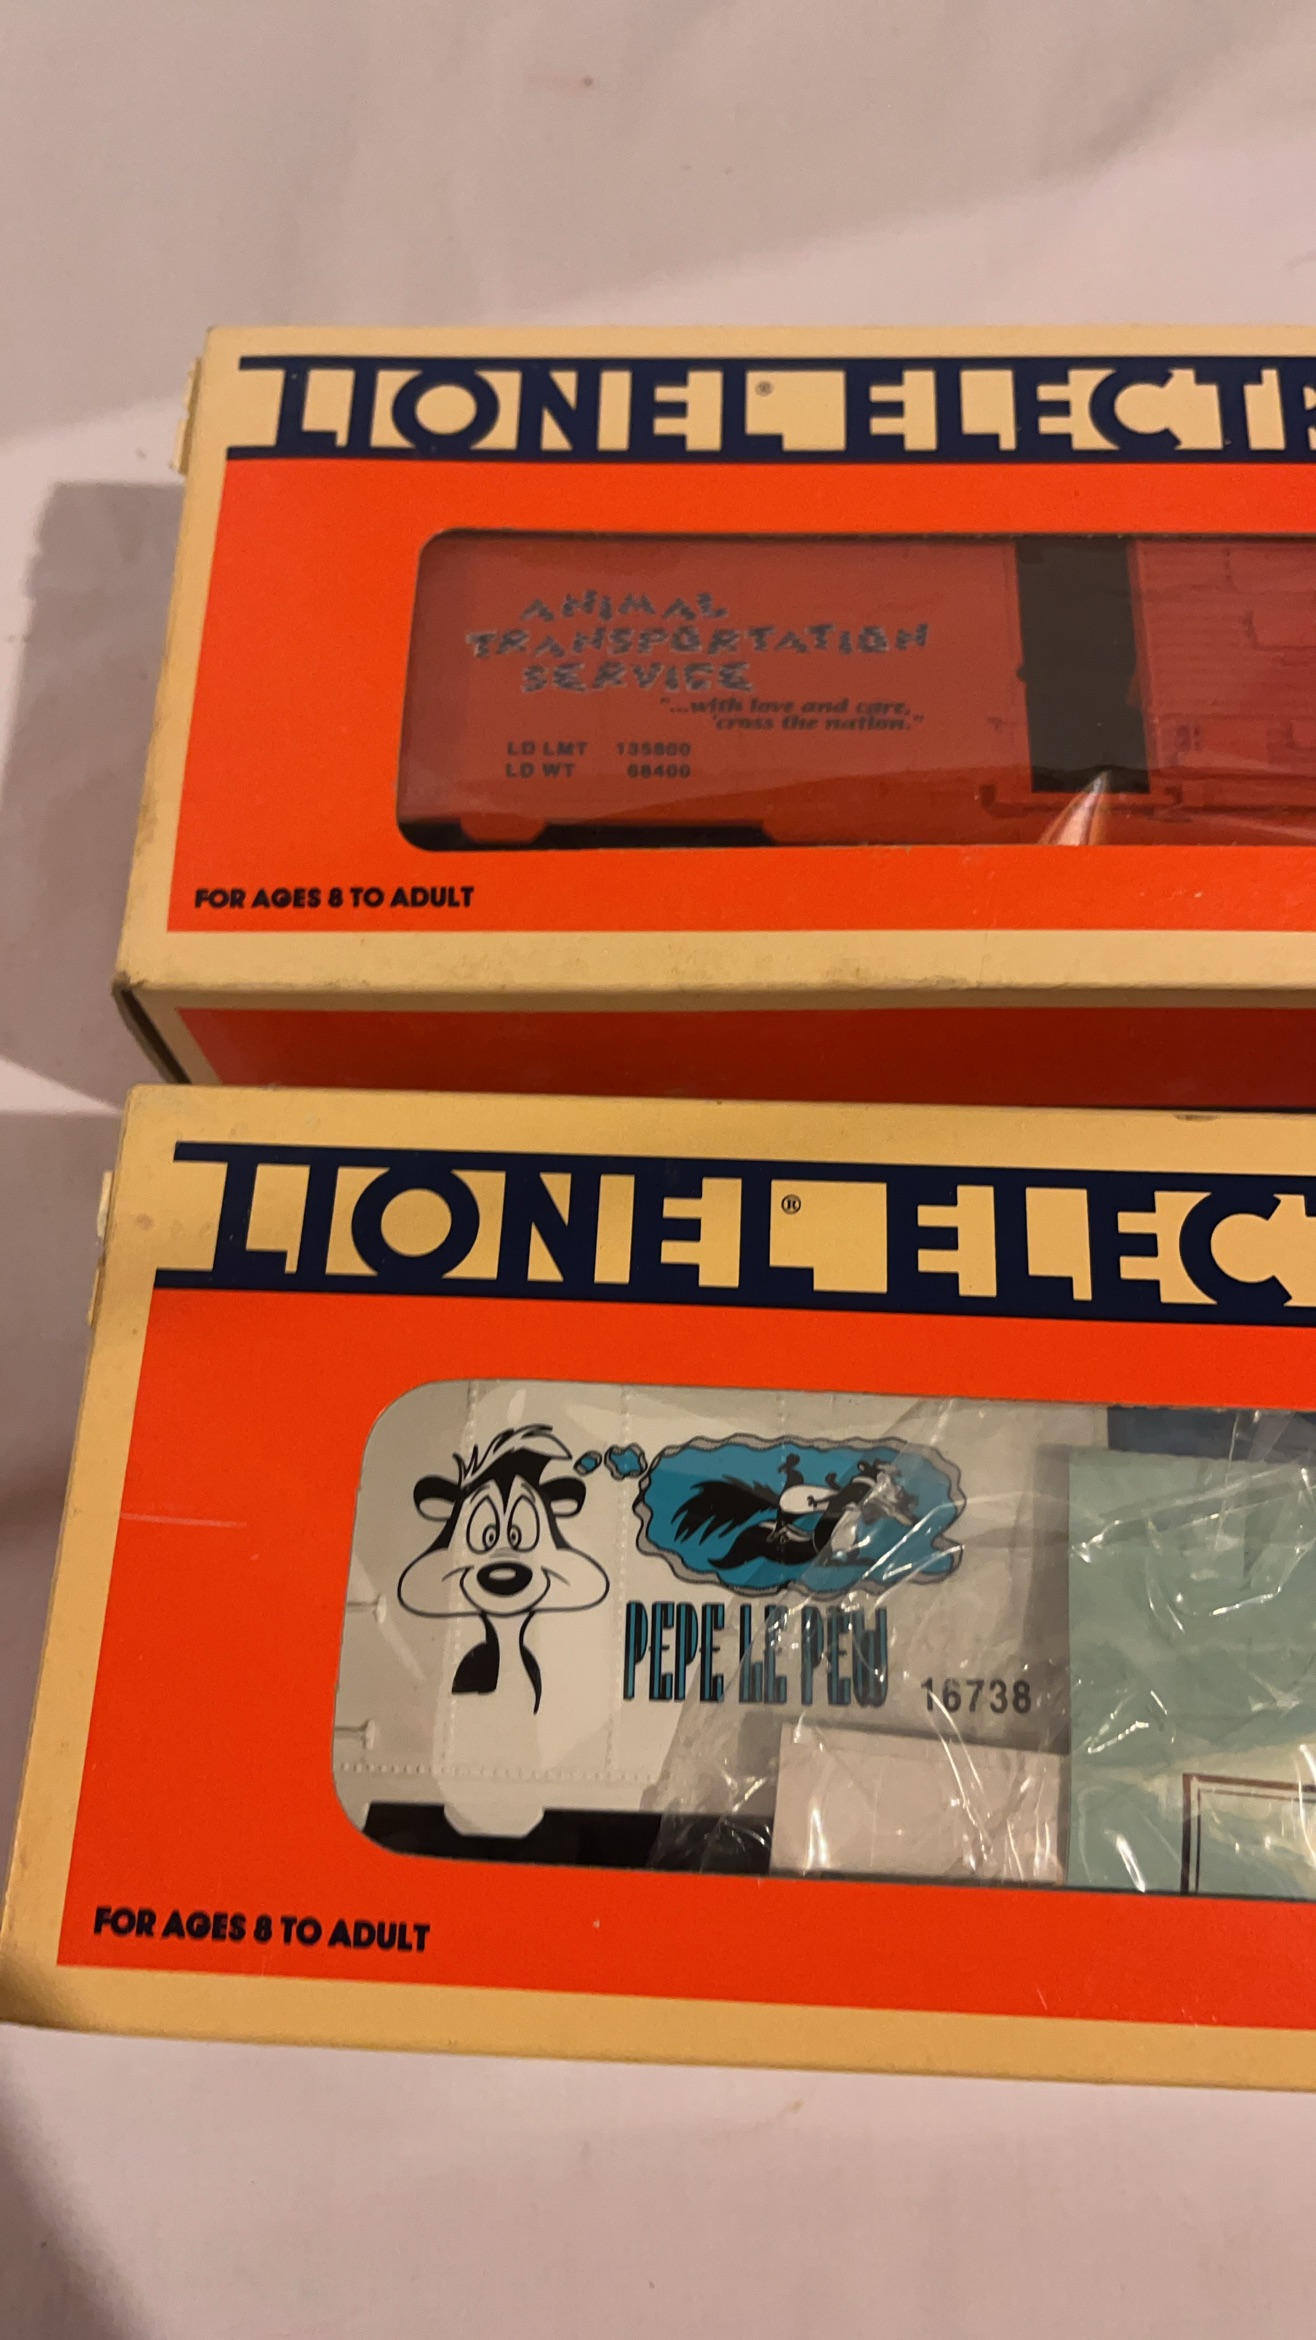 LIONEL® ELECTR
ANIMAL
TRANSPORTATION
SERVICE
"...with love and care,
'cross the nation."
LD LMT 135800
LD WT 68400
FOR AGES 8 TO ADULT
LIONEL® ELEC
PEPE LE PEW 16738
FOR AGES 8 TO ADULT